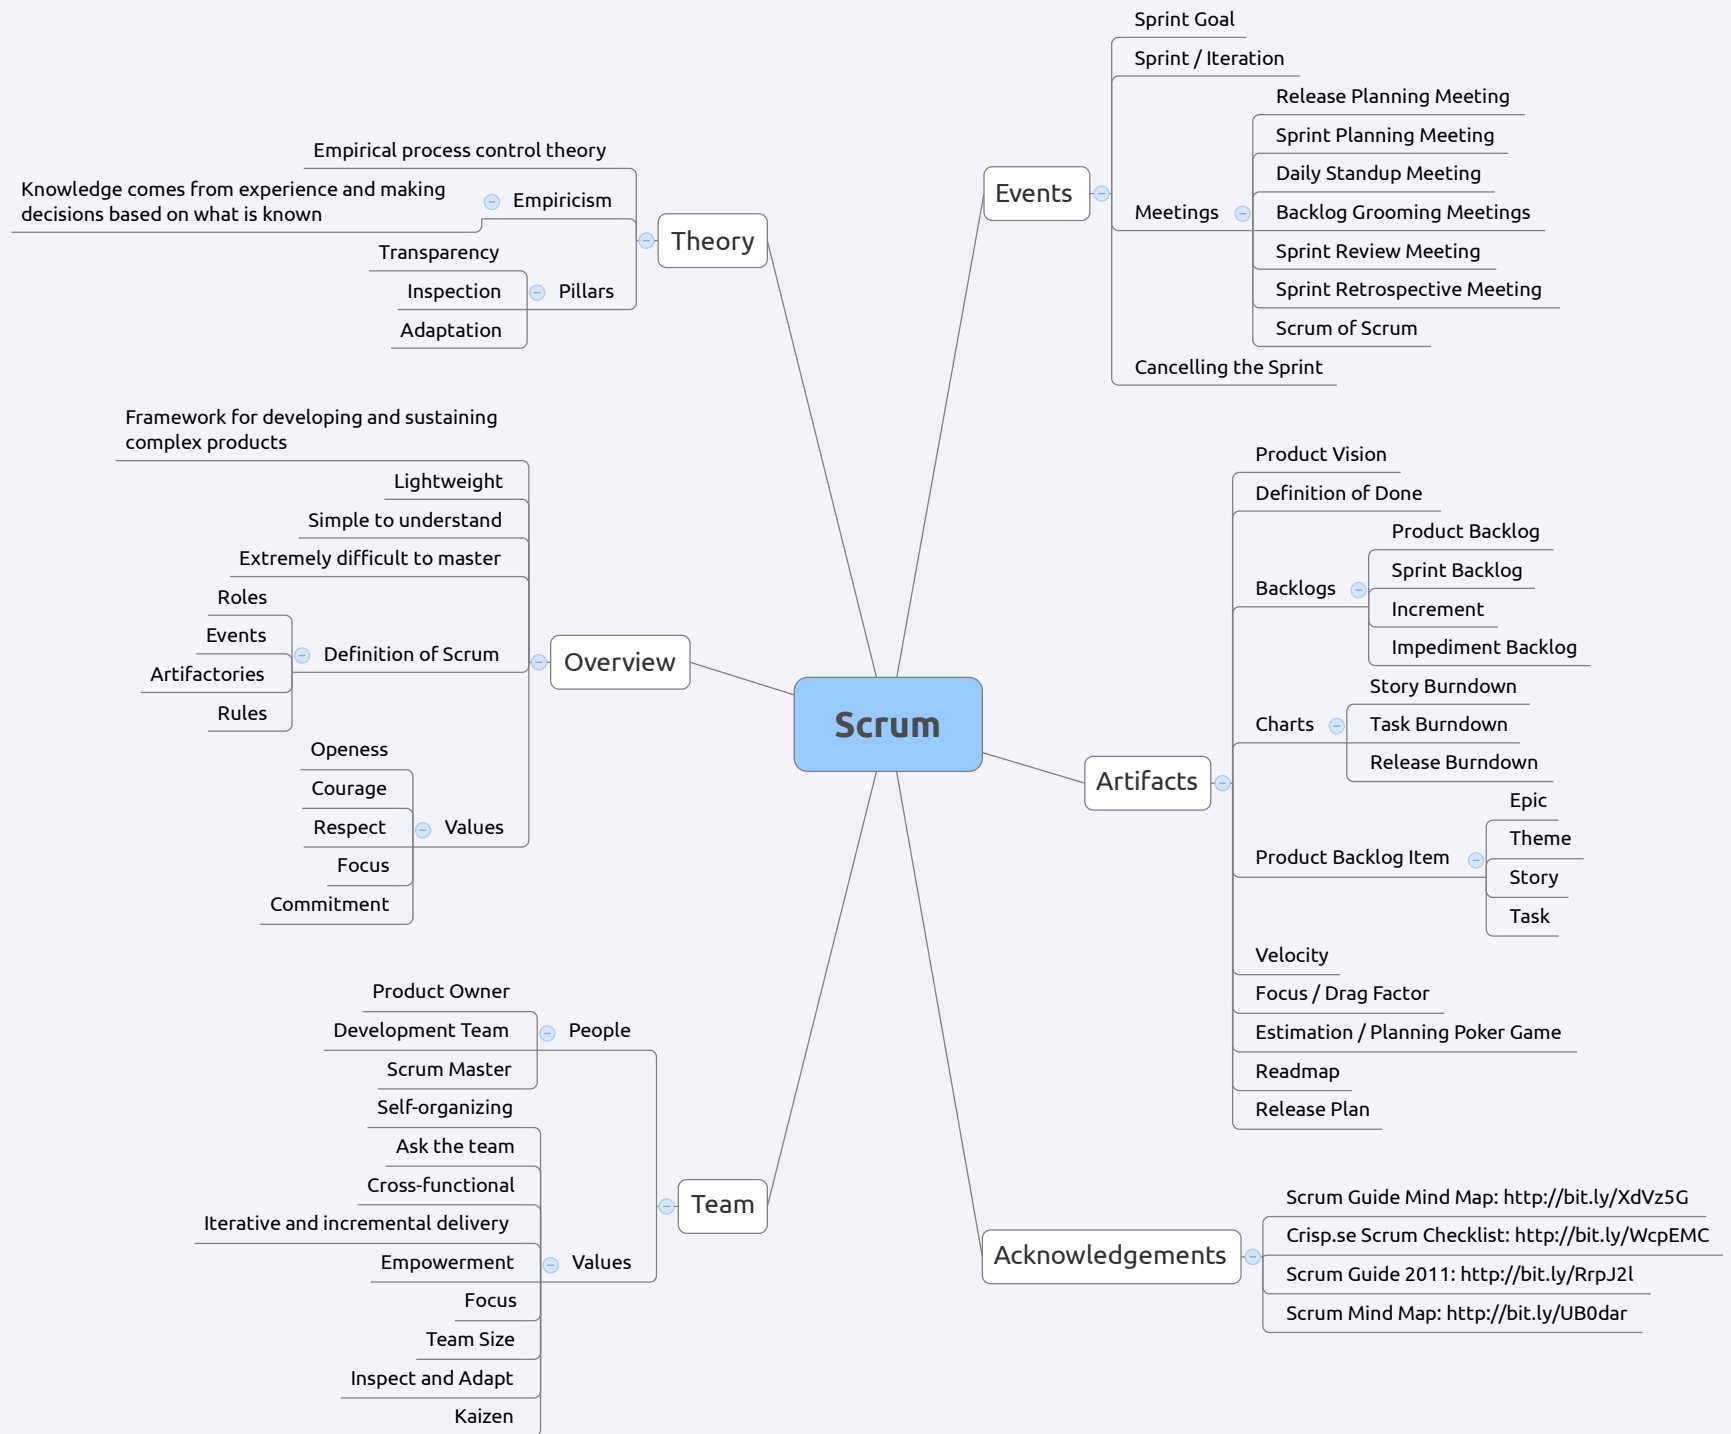 Scrum
Theory
Empirical process control theory
Empiricism
Knowledge comes from experience and making
decisions based on what is known
Pillars
Transparency
Inspection
Adaptation
Overview
Framework for developing and sustaining
complex products
Lightweight
Simple to understand
Extremely difficult to master
Definition of Scrum
Roles
Events
Artifactories
Rules
Values
Openess
Courage
Respect
Focus
Commitment
Team
People
Product Owner
Development Team
Scrum Master
Values
Self-organizing
Ask the team
Cross-functional
Iterative and incremental delivery
Empowerment
Focus
Team Size
Inspect and Adapt
Kaizen
Events
Sprint Goal
Sprint / Iteration
Meetings
Release Planning Meeting
Sprint Planning Meeting
Daily Standup Meeting
Backlog Grooming Meetings
Sprint Review Meeting
Sprint Retrospective Meeting
Scrum of Scrum
Cancelling the Sprint
Artifacts
Product Vision
Definition of Done
Backlogs
Product Backlog
Sprint Backlog
Increment
Impediment Backlog
Charts
Story Burndown
Task Burndown
Release Burndown
Product Backlog Item
Epic
Theme
Story
Task
Velocity
Focus / Drag Factor
Estimation / Planning Poker Game
Readmap
Release Plan
Acknowledgements
Scrum Guide Mind Map: http://bit.ly/XdVz5G
Crisp.se Scrum Checklist: http://bit.ly/WcpEMC
Scrum Guide 2011: http://bit.ly/RrpJ2l
Scrum Mind Map: http://bit.ly/UB0dar